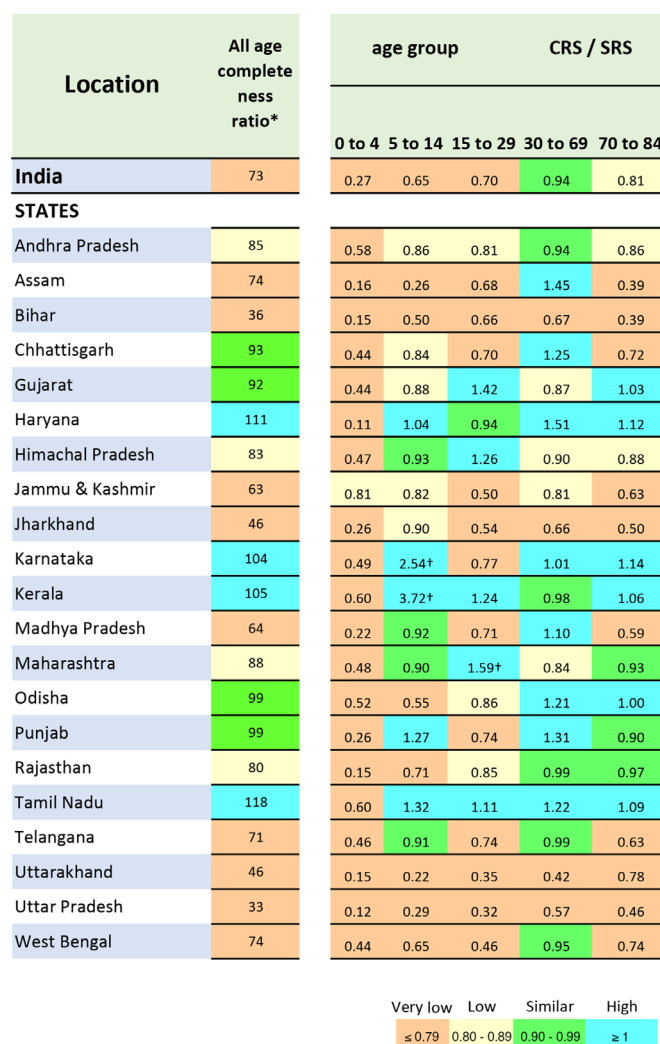 Location All age complete ness ratio* age group CRS / SRS
0 to 4 5 to 14 15 to 29 30 to 69 70 to 84
India 73 0.27 0.65 0.70 0.94 0.81
STATES
Andhra Pradesh 85 0.58 0.86 0.81 0.94 0.86
Assam 74 0.16 0.26 0.68 1.45 0.39
Bihar 36 0.15 0.50 0.66 0.67 0.39
Chhattisgarh 93 0.44 0.84 0.70 1.25 0.72
Gujarat 92 0.44 0.88 1.42 0.87 1.03
Haryana 111 0.11 1.04 0.94 1.51 1.12
Himachal Pradesh 83 0.47 0.93 1.26 0.90 0.88
Jammu & Kashmir 63 0.81 0.82 0.50 0.81 0.63
Jharkhand 46 0.26 0.90 0.54 0.66 0.50
Karnataka 104 0.49 2.54† 0.77 1.01 1.14
Kerala 105 0.60 3.72† 1.24 0.98 1.06
Madhya Pradesh 64 0.22 0.92 0.71 1.10 0.59
Maharashtra 88 0.48 0.90 1.59† 0.84 0.93
Odisha 99 0.52 0.55 0.86 1.21 1.00
Punjab 99 0.26 1.27 0.74 1.31 0.90
Rajasthan 80 0.15 0.71 0.85 0.99 0.97
Tamil Nadu 118 0.60 1.32 1.11 1.22 1.09
Telangana 71 0.46 0.91 0.74 0.99 0.63
Uttarakhand 46 0.15 0.22 0.35 0.42 0.78
Uttar Pradesh 33 0.12 0.29 0.32 0.57 0.46
West Bengal 74 0.44 0.65 0.46 0.95 0.74
Very low Low Similar High
≤ 0.79 0.80 - 0.89 0.90 - 0.99 ≥ 1